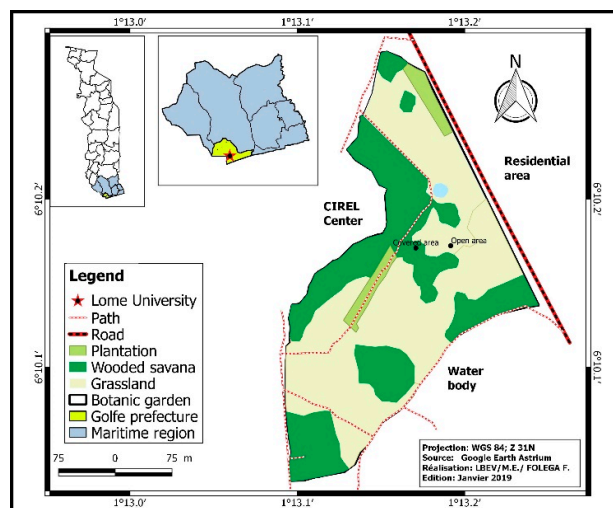 1°13.0' 1°13.1' 1°13.2'
N
Residential
area
6°10.2' 6°10.2'
CIREL
Center
Covered area
Open area
Legend
Lome University
Path
Road
Plantation
Wooded savana
Grassland
Botanic garden
Golfe prefecture
Maritime region
6°10.1' 6°10.1'
Water
body
75 0 75 m
Projection: WGS 84; Z 31N
Source: Google Earth Astrium
Réalisation: LBEV/M.E./ FOLEGA F.
Edition: Janvier 2019
1°13.0' 1°13.1' 1°13.2'